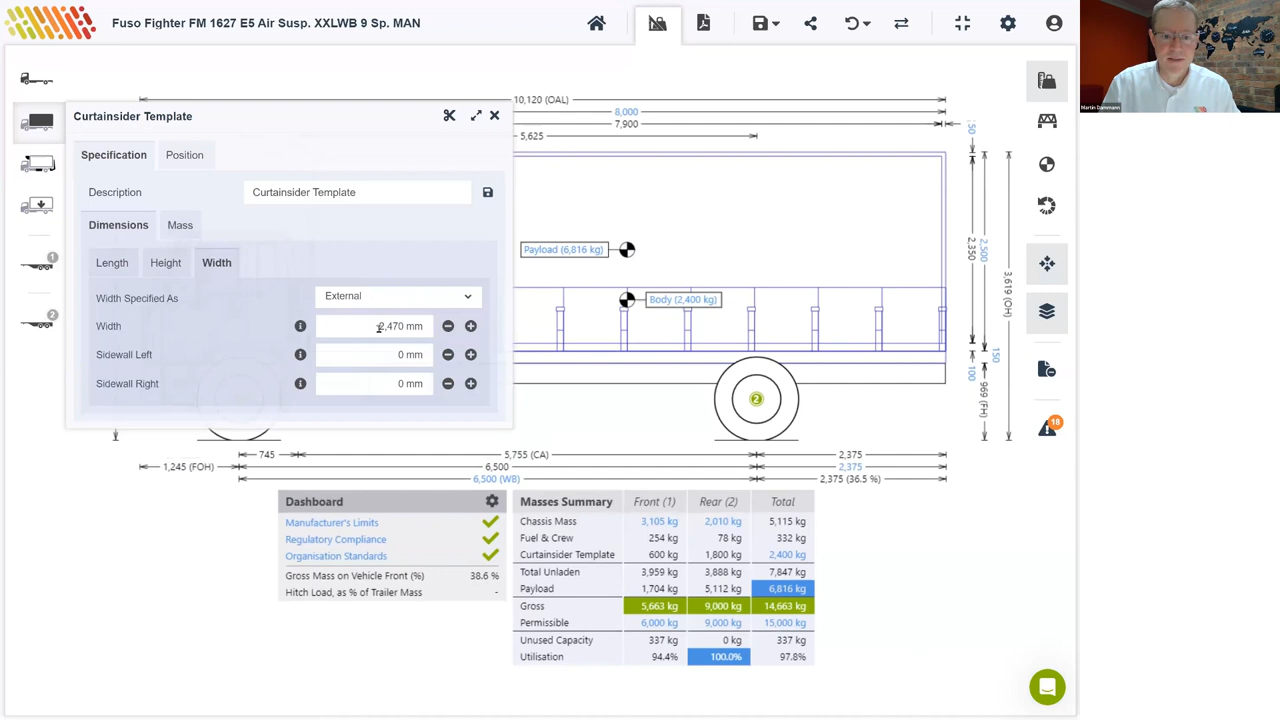 Fuso Fighter FM 1627 E5 Air Susp. XXLWB 9 Sp. MAN
Martin Dammann
Curtainsider Template
Specification
Position
Description
Curtainsider Template
Dimensions
Mass
Length
Height
Width
Width Specified As
External
Width
2,470 mm
Sidewall Left
0 mm
Sidewall Right
0 mm
1
2
10,120 (OAL)
8,000
7,900
5,625
50
Payload (6,816 kg)
Body (2,400 kg)
2,350
2,500
3,619 (OH)
150
100
969 (FH)
2
18
745
5,755 (CA)
2,375
1,245 (FOH)
6,500
2,375
6,500 (WB)
2,375 (36.5 %)
Dashboard
Manufacturer's Limits
Regulatory Compliance
Organisation Standards
Gross Mass on Vehicle Front (%) 38.6 %
Hitch Load, as % of Trailer Mass -
Masses Summary Front (1) Rear (2) Total
Chassis Mass 3,105 kg 2,010 kg 5,115 kg
Fuel & Crew 254 kg 78 kg 332 kg
Curtainsider Template 600 kg 1,800 kg 2,400 kg
Total Unladen 3,959 kg 3,888 kg 7,847 kg
Payload 1,704 kg 5,112 kg 6,816 kg
Gross 5,663 kg 9,000 kg 14,663 kg
Permissible 6,000 kg 9,000 kg 15,000 kg
Unused Capacity 337 kg 0 kg 337 kg
Utilisation 94.4% 100.0% 97.8%